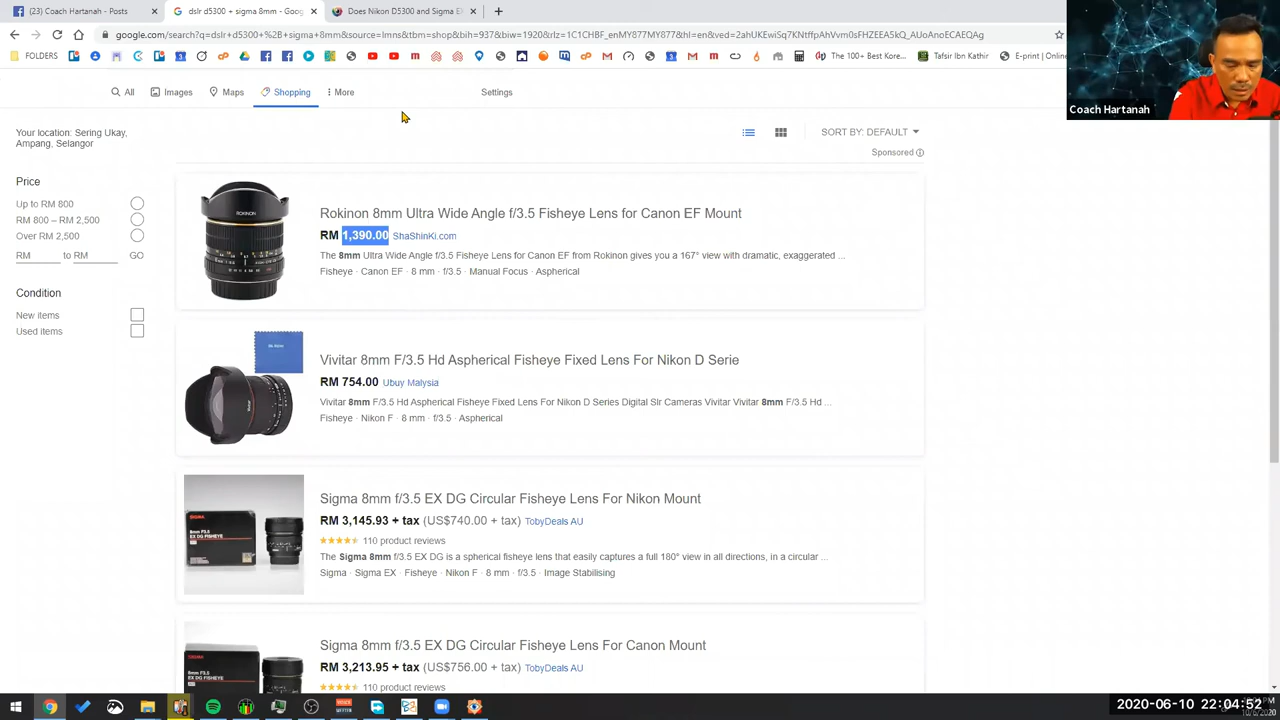 (23) Coach Hartanah - Posts
dslr d5300 + sigma 8mm - Goog
Does Nikon D5300 and Sigma EX
google.com/search?q=dslr+d5300+%2B+sigma+8mm&source=lmns&tbm=shop&bih=937&biw=1920&rlz=1C1CHBF_enMY877MY877&hl=en&ved=2ahUKEwiSq7KNtffpAhVvm0sFHZEEA5kQ_AUoAnoECAEQAg
FOLDERS
The 100+ Best Kore...
Tafsir Ibn Kathir
E-print | Online
Coach Hartanah
All
Images
Maps
Shopping
More
Settings
Your location: Sering Ukay,
Ampang, Selangor
SORT BY: DEFAULT
Sponsored
Price
Up to RM 800
RM 800 – RM 2,500
Over RM 2,500
RM to RM GO
Condition
New items
Used items
ROKINON
Rokinon 8mm Ultra Wide Angle f/3.5 Fisheye Lens for Canon EF Mount
RM 1,390.00 ShaShinKi.com
The 8mm Ultra Wide Angle f/3.5 Fisheye Lens for Canon EF from Rokinon gives you a 167° view with dramatic, exaggerated ...
Fisheye · Canon EF · 8 mm · f/3.5 · Manual Focus · Aspherical
Vivitar 8mm F/3.5 Hd Aspherical Fisheye Fixed Lens For Nikon D Serie
RM 754.00 Ubuy Malysia
Vivitar 8mm F/3.5 Hd Aspherical Fisheye Fixed Lens For Nikon D Series Digital Slr Cameras Vivitar Vivitar 8mm F/3.5 Hd ...
Fisheye · Nikon F · 8 mm · f/3.5 · Aspherical
Sigma 8mm f/3.5 EX DG Circular Fisheye Lens For Nikon Mount
RM 3,145.93 + tax (US$740.00 + tax) TobyDeals AU
110 product reviews
The Sigma 8mm f/3.5 EX DG is a spherical fisheye lens that easily captures a full 180° view in all directions, in a circular ...
Sigma · Sigma EX · Fisheye · Nikon F · 8 mm · f/3.5 · Image Stabilising
Sigma 8mm f/3.5 EX DG Circular Fisheye Lens For Canon Mount
RM 3,213.95 + tax (US$756.00 + tax) TobyDeals AU
110 product reviews
2020-06-10 22:04:52